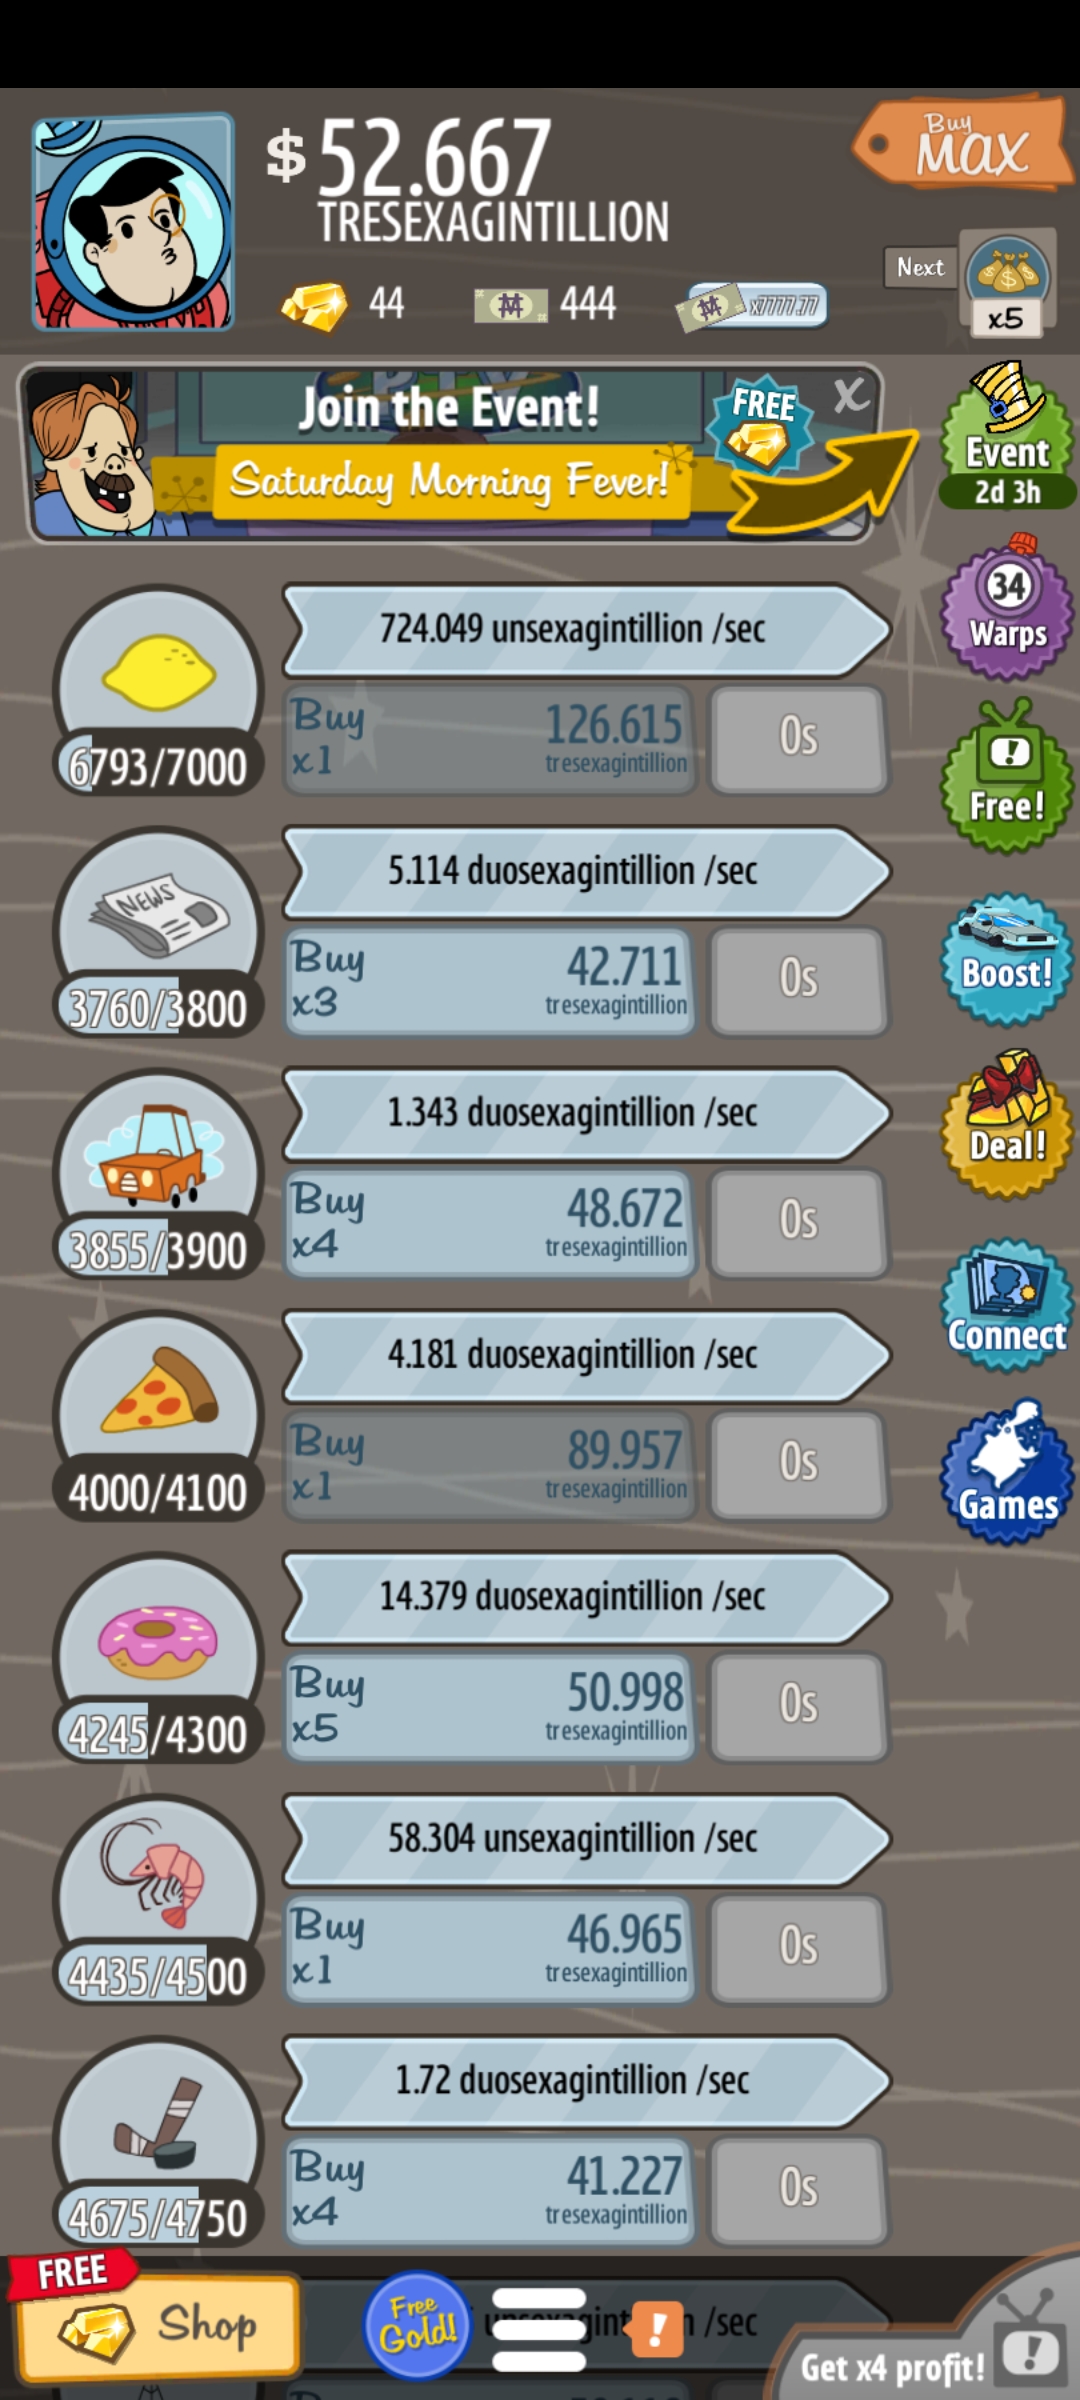 $ 52.667
TRESEXAGINTILLION
Buy
MAX
44
444
x7777.77
Next
x5
Join the Event!
FREE
X
Saturday Morning Fever!
Event
2d 3h
34
Warps
724.049 unsexagintillion /sec
Buy
x1
126.615
tresexagintillion
0s
6793/7000
Free!
5.114 duosexagintillion /sec
NEWS
Buy
x3
42.711
tresexagintillion
0s
3760/3800
Boost!
1.343 duosexagintillion /sec
Buy
x4
48.672
tresexagintillion
0s
3855/3900
Deal!
4.181 duosexagintillion /sec
Buy
x1
89.957
tresexagintillion
0s
4000/4100
Connect
Games
14.379 duosexagintillion /sec
Buy
x5
50.998
tresexagintillion
0s
4245/4300
58.304 unsexagintillion /sec
Buy
x1
46.965
tresexagintillion
0s
4435/4500
1.72 duosexagintillion /sec
Buy
x4
41.227
tresexagintillion
0s
4675/4750
FREE
Shop
Free
Gold!
!
/sec
Get x4 profit!
!
Buy